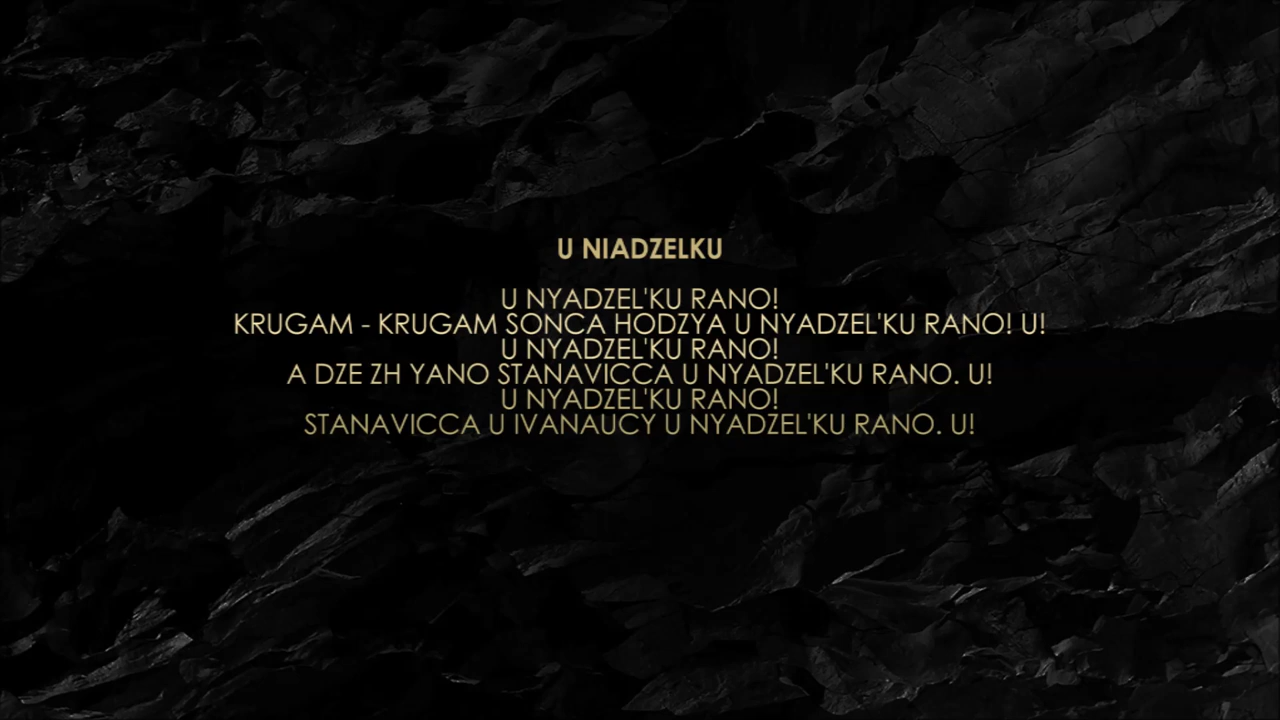 U NIADZELKU
U NYADZEL'KU RANO!
KRUGAM - KRUGAM SONCA HODZYA U NYADZEL'KU RANO! U!
U NYADZEL'KU RANO!
A DZE ZH YANO STANAVICCA U NYADZEL'KU RANO. U!
U NYADZEL'KU RANO!
STANAVICCA U IVANAUCY U NYADZEL'KU RANO. U!